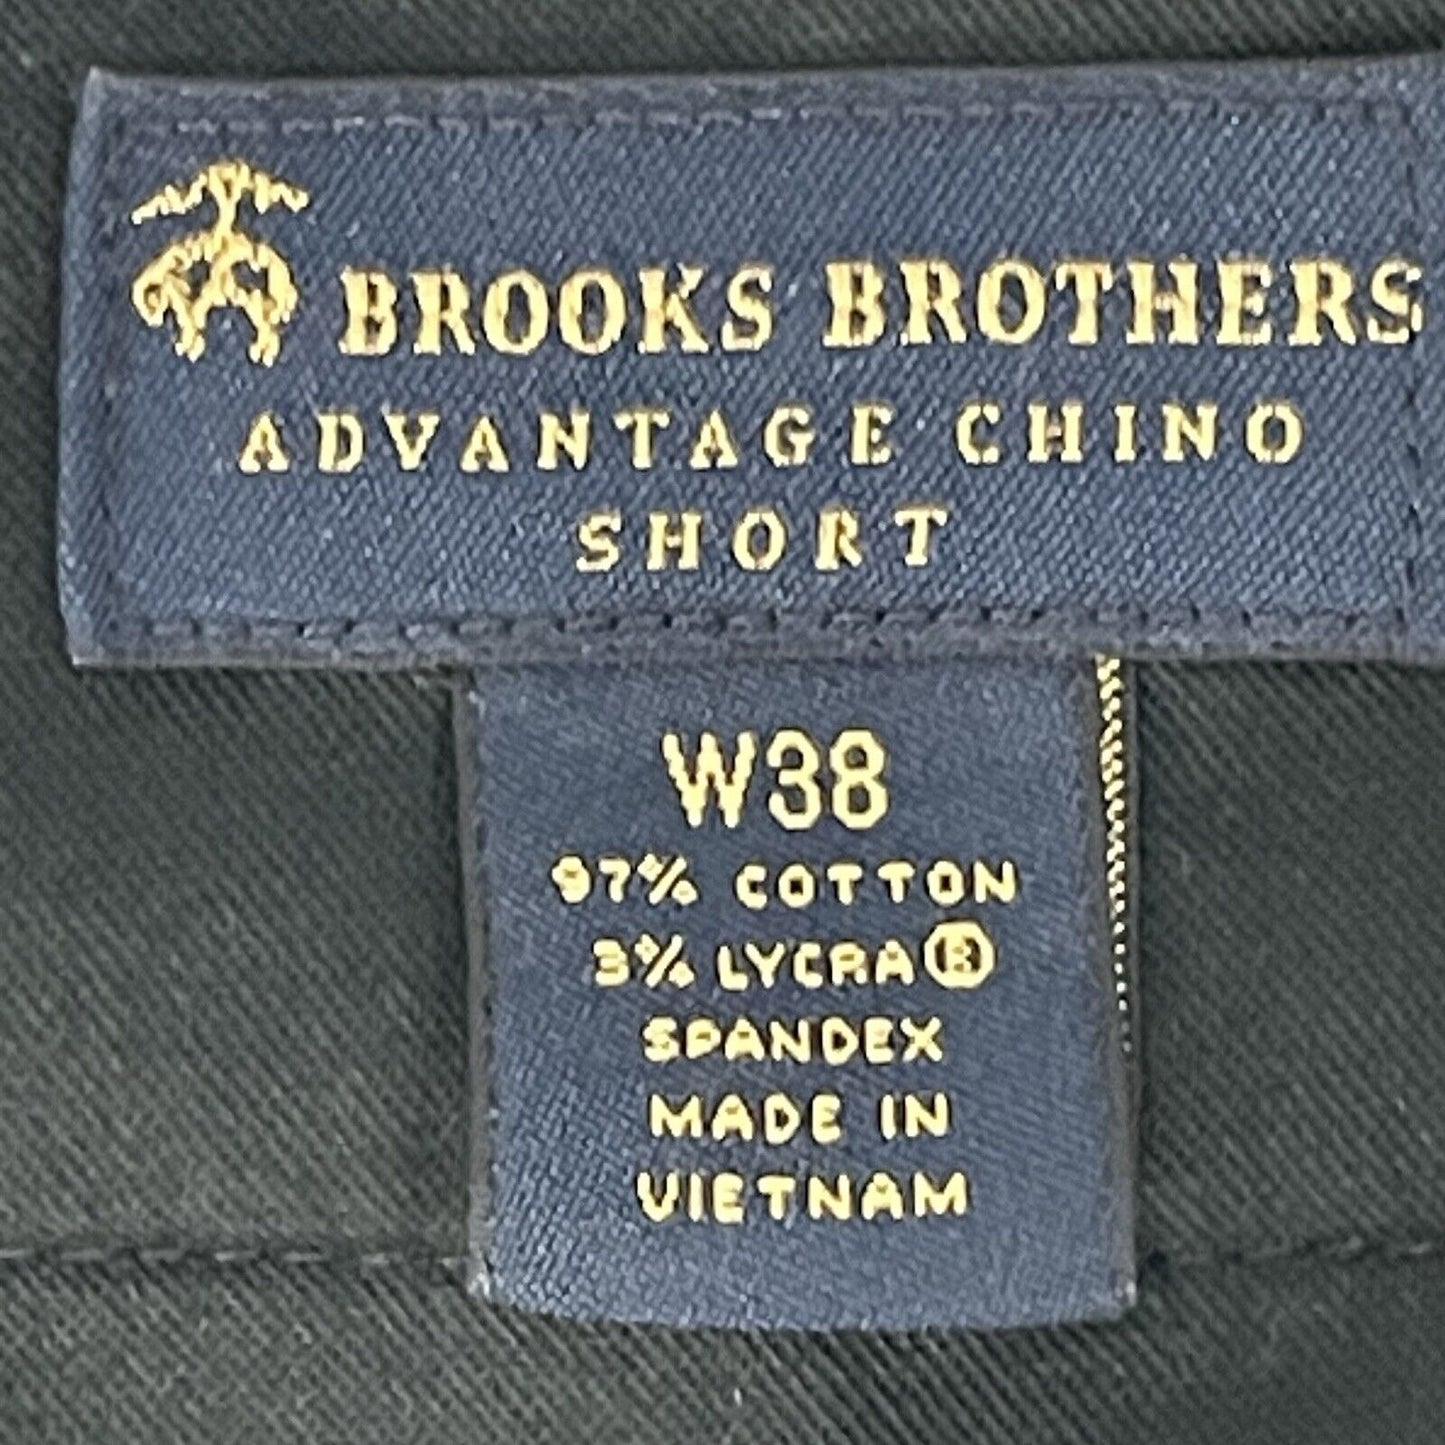 BROOKS BROTHERS
ADVANTAGE CHINO
SHORT
W38
97% COTTON
3% LYCRA®
SPANDEX
MADE IN
VIETNAM